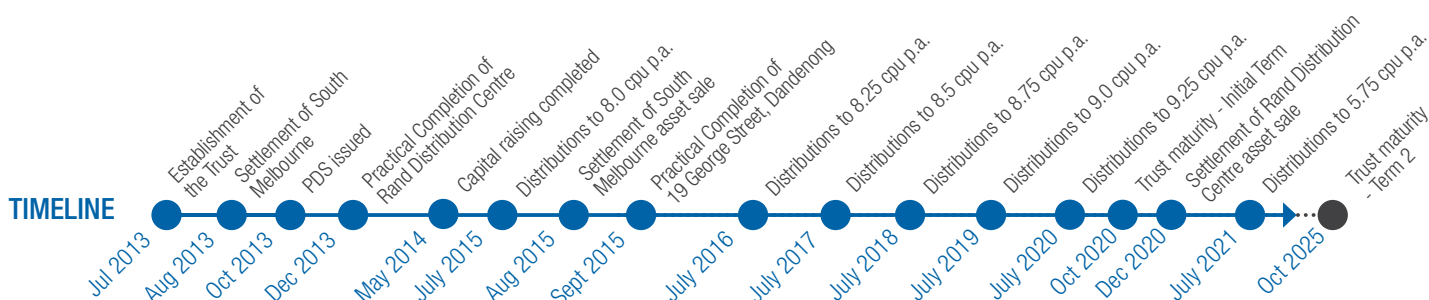 TIMELINE
Establishment of
the Trust
Jul 2013
Settlement of South
Melbourne
Aug 2013
PDS issued
Oct 2013
Practical Completion of
Rand Distribution Centre
Dec 2013
Capital raising completed
May 2014
Distributions to 8.0 cpu p.a.
July 2015
Settlement of South
Melbourne asset sale
Aug 2015
Practical Completion of
19 George Street, Dandenong
Sept 2015
Distributions to 8.25 cpu p.a.
July 2016
Distributions to 8.5 cpu p.a.
July 2017
Distributions to 8.75 cpu p.a.
July 2018
Distributions to 9.0 cpu p.a.
July 2019
Distributions to 9.25 cpu p.a.
July 2020
Trust maturity - Initial Term
Oct 2020
Settlement of Rand Distribution
Centre asset sale
Dec 2020
Distributions to 5.75 cpu p.a.
July 2021
Trust maturity
- Term 2
Oct 2025